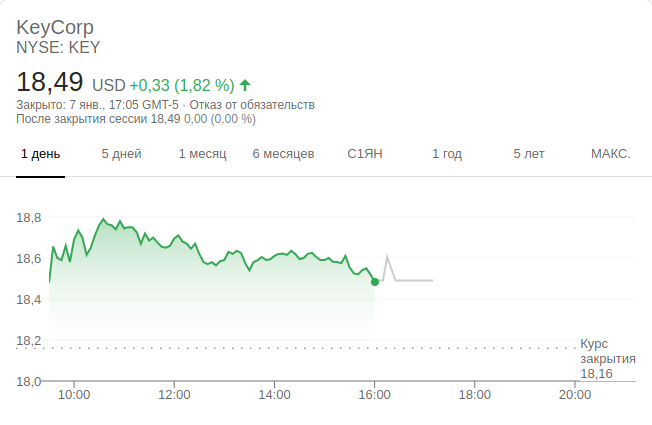 KeyCorp
NYSE: KEY
18,49 USD +0,33 (1,82 %)
Закрыто: 7 янв., 17:05 GMT-5 · Отказ от обязательств
После закрытия сессии 18,49 0,00 (0,00 %)
1 день 5 дней 1 месяц 6 месяцев С1ЯН 1 год 5 лет МАКС.
18,8
18,6
18,4
18,2
Курс
закрытия
18,16
18,0
10:00 12:00 14:00 16:00 18:00 20:00